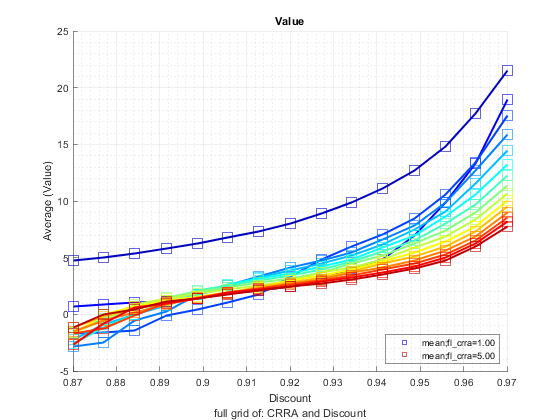 Value
25
20
15
10
5
0
-5
Average (Value)
0.87 0.88 0.89 0.9 0.91 0.92 0.93 0.94 0.95 0.96 0.97
Discount
full grid of: CRRA and Discount
mean;fl_crra=1.00
mean;fl_crra=5.00